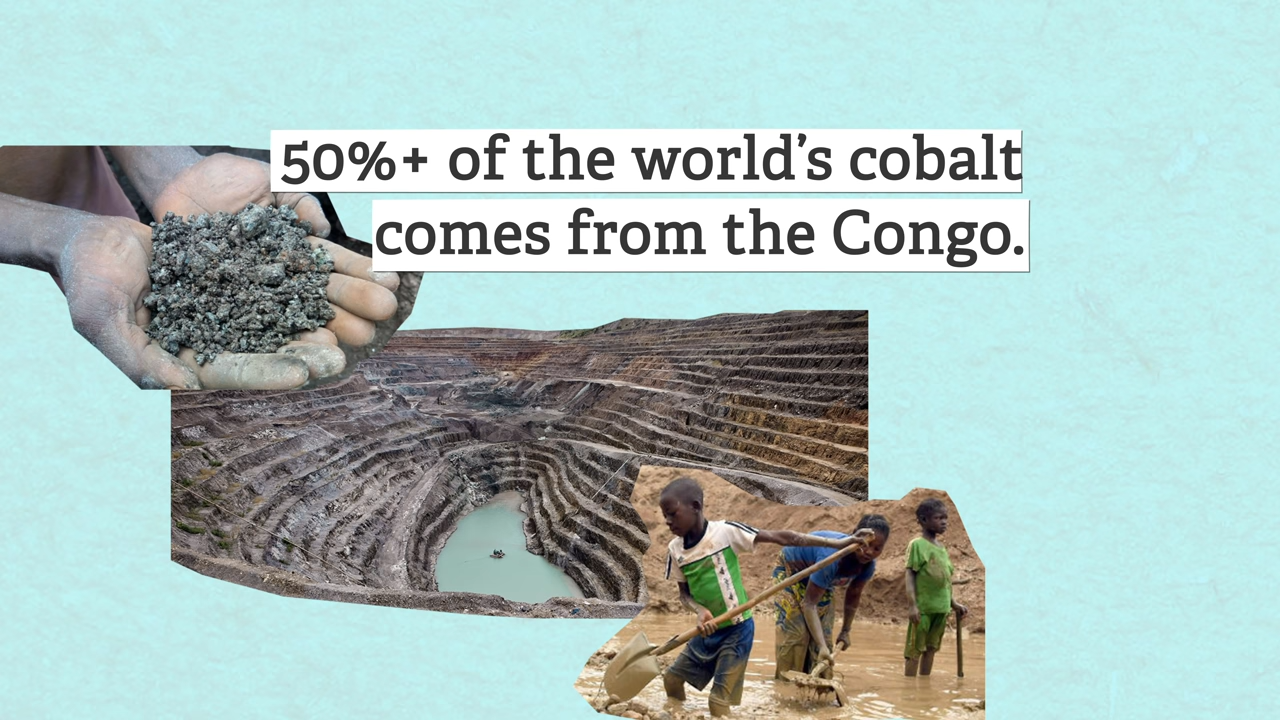 50%+ of the world’s cobalt
comes from the Congo.